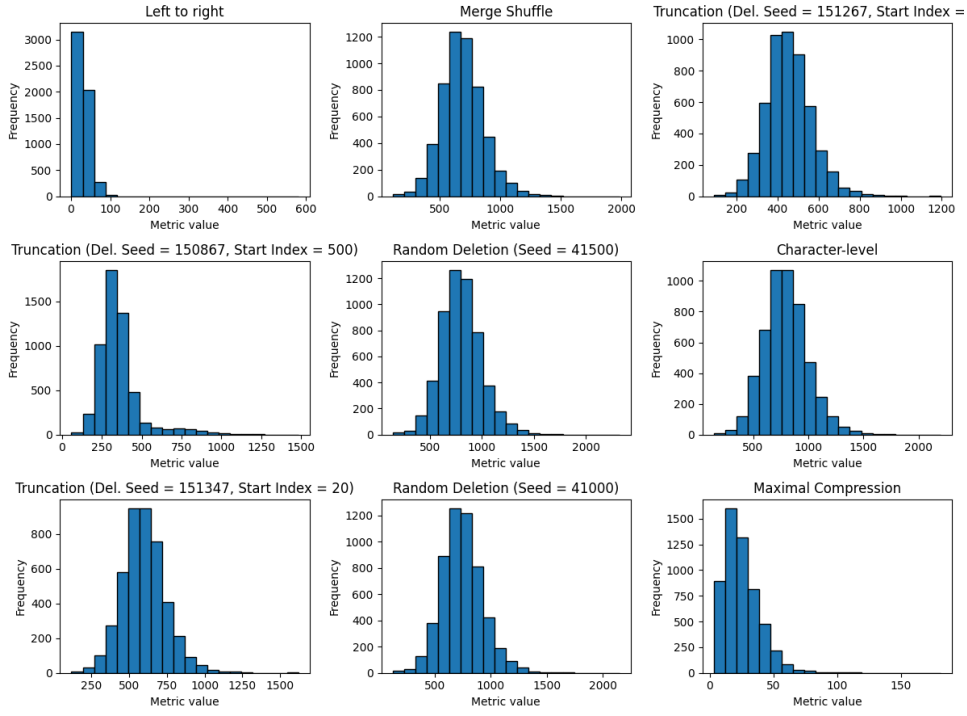 Left to right
Frequency
3000
2500
2000
1500
1000
500
0
0 100 200 300 400 500 600
Metric value
Merge Shuffle
Frequency
1200
1000
800
600
400
200
0
500 1000 1500 2000
Metric value
Truncation (Del. Seed = 151267, Start Index =
Frequency
1000
800
600
400
200
0
200 400 600 800 1000 1200
Metric value
Truncation (Del. Seed = 150867, Start Index = 500)
Frequency
1500
1000
500
0
0 250 500 750 1000 1250 1500
Metric value
Random Deletion (Seed = 41500)
Frequency
1200
1000
800
600
400
200
0
500 1000 1500 2000
Metric value
Character-level
Frequency
1000
800
600
400
200
0
500 1000 1500 2000
Metric value
Truncation (Del. Seed = 151347, Start Index = 20)
Frequency
800
600
400
200
0
250 500 750 1000 1250 1500
Metric value
Random Deletion (Seed = 41000)
Frequency
1200
1000
800
600
400
200
0
500 1000 1500 2000
Metric value
Maximal Compression
Frequency
1500
1250
1000
750
500
250
0
0 50 100 150
Metric value